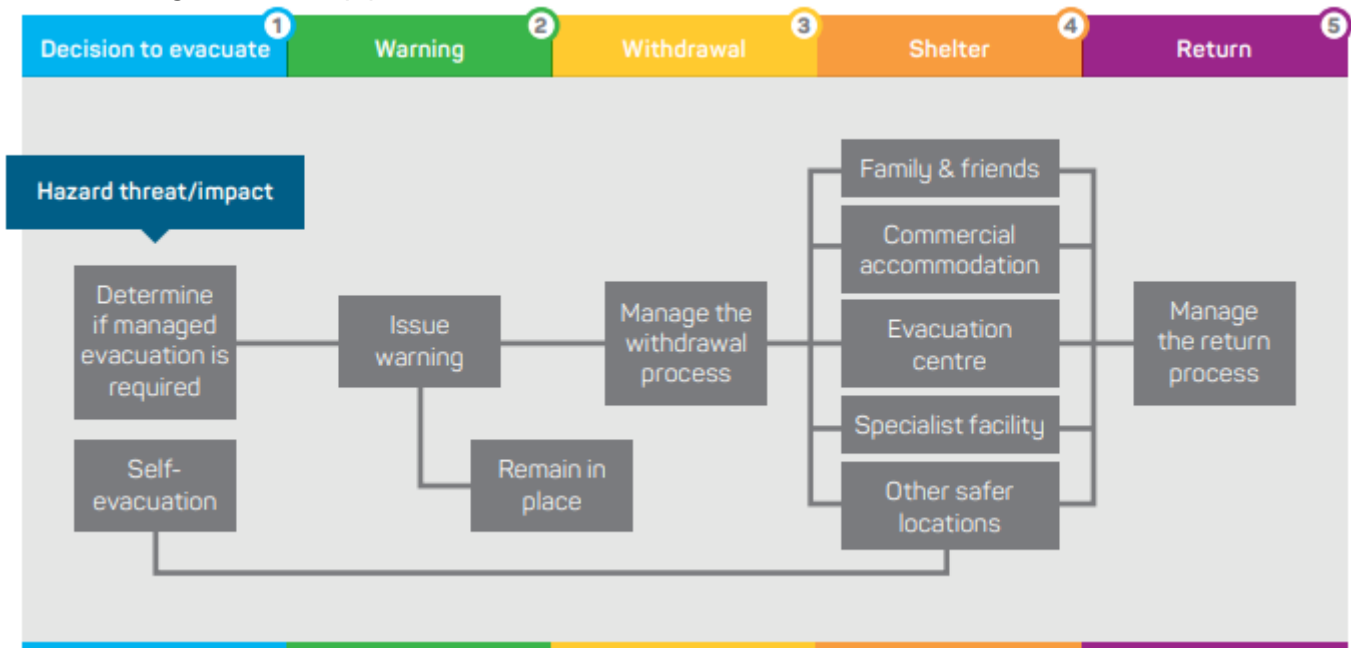 Decision to evacuate
1
Warning
2
Withdrawal
3
Shelter
4
Return
5
Hazard threat/impact
Determine
if managed
evacuation is
required
Self-
evacuation
Issue
warning
Remain in
place
Manage the
withdrawal
process
Family & friends
Commercial
accommodation
Evacuation
centre
Specialist facility
Other safer
locations
Manage
the return
process